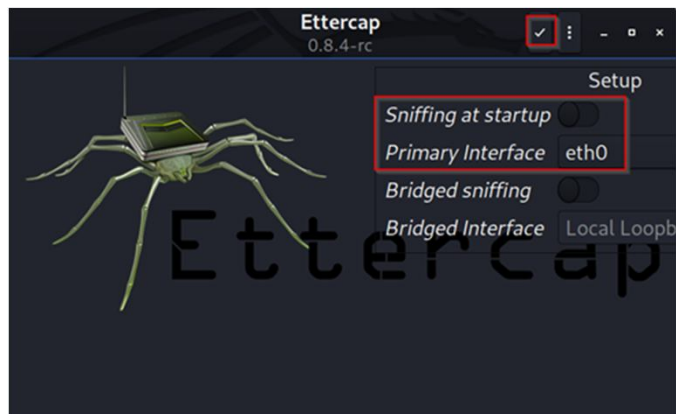 Ettercap
0.8.4-rc
Setup
Sniffing at startup
Primary Interface eth0
Bridged sniffing
Bridged Interface Local Loopb
Ettercap